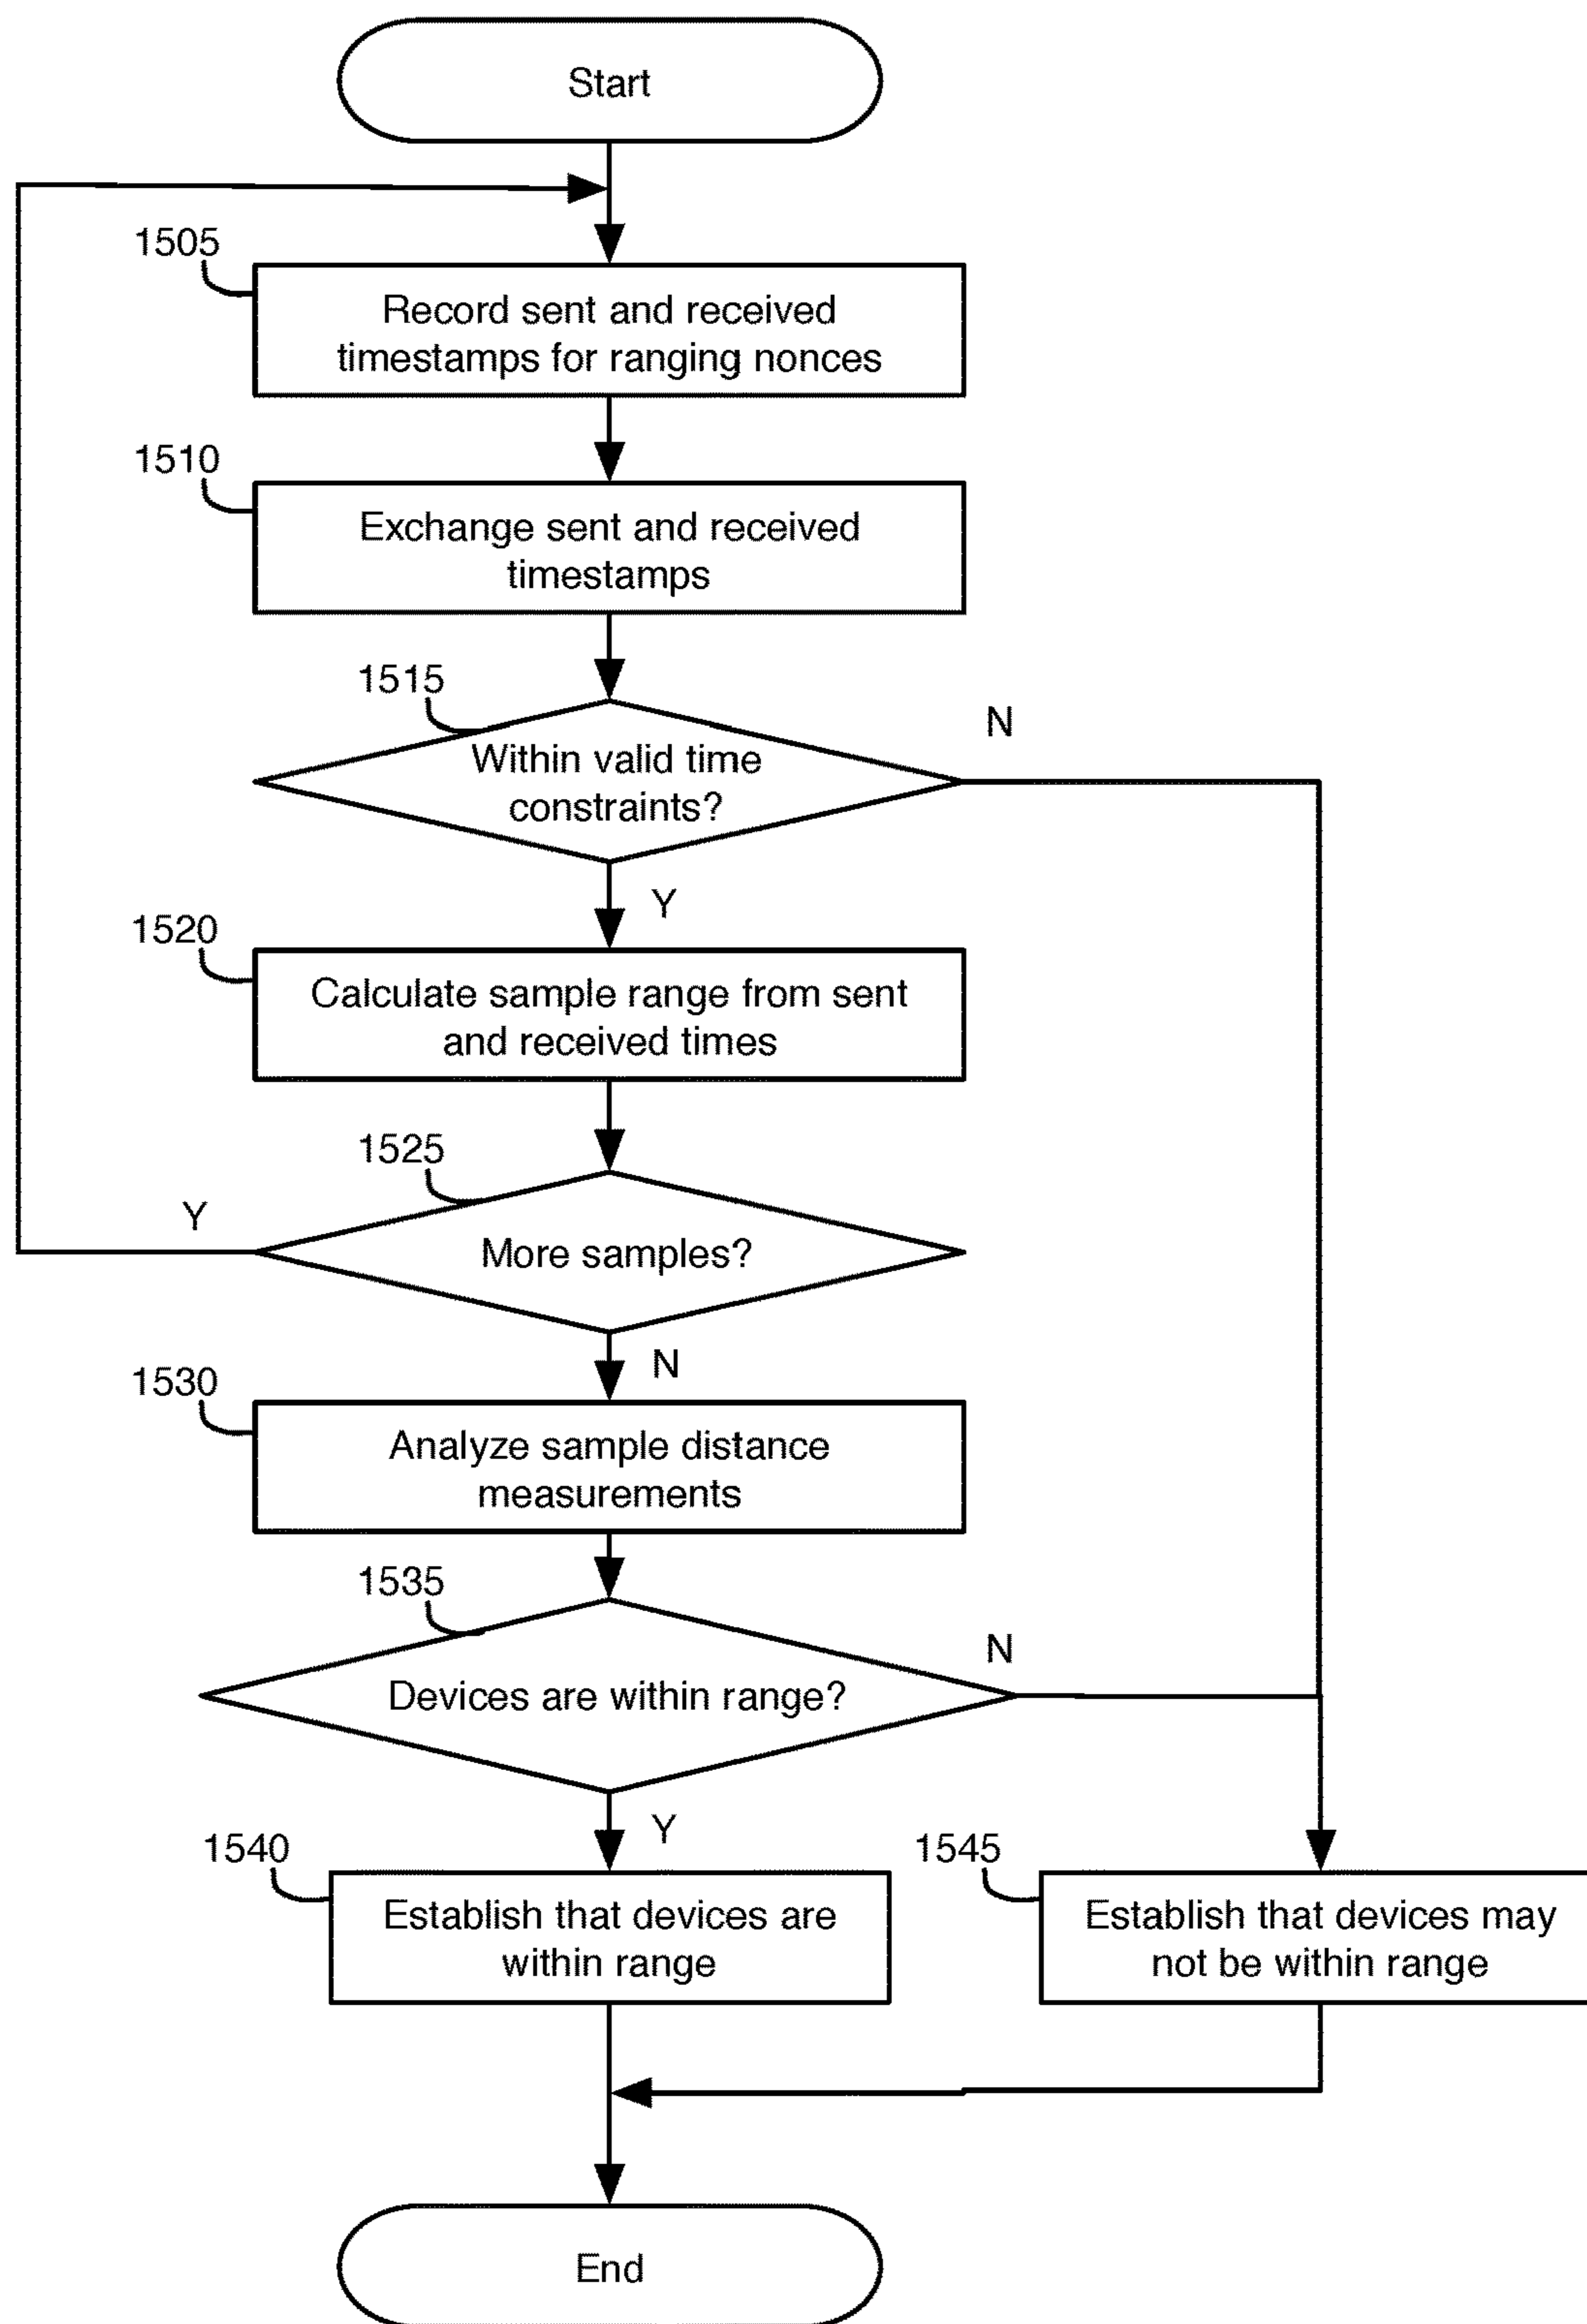 Start
1505
Record sent and received
timestamps for ranging nonces
1510
Exchange sent and received
timestamps
1515
N
Within valid time
constraints?
Y
1520
Calculate sample range from sent
and received times
1525
Y
More samples?
N
1530
Analyze sample distance
measurements
1535
N
Devices are within range?
Y
1540
Establish that devices are
within range
1545
Establish that devices may
not be within range
End